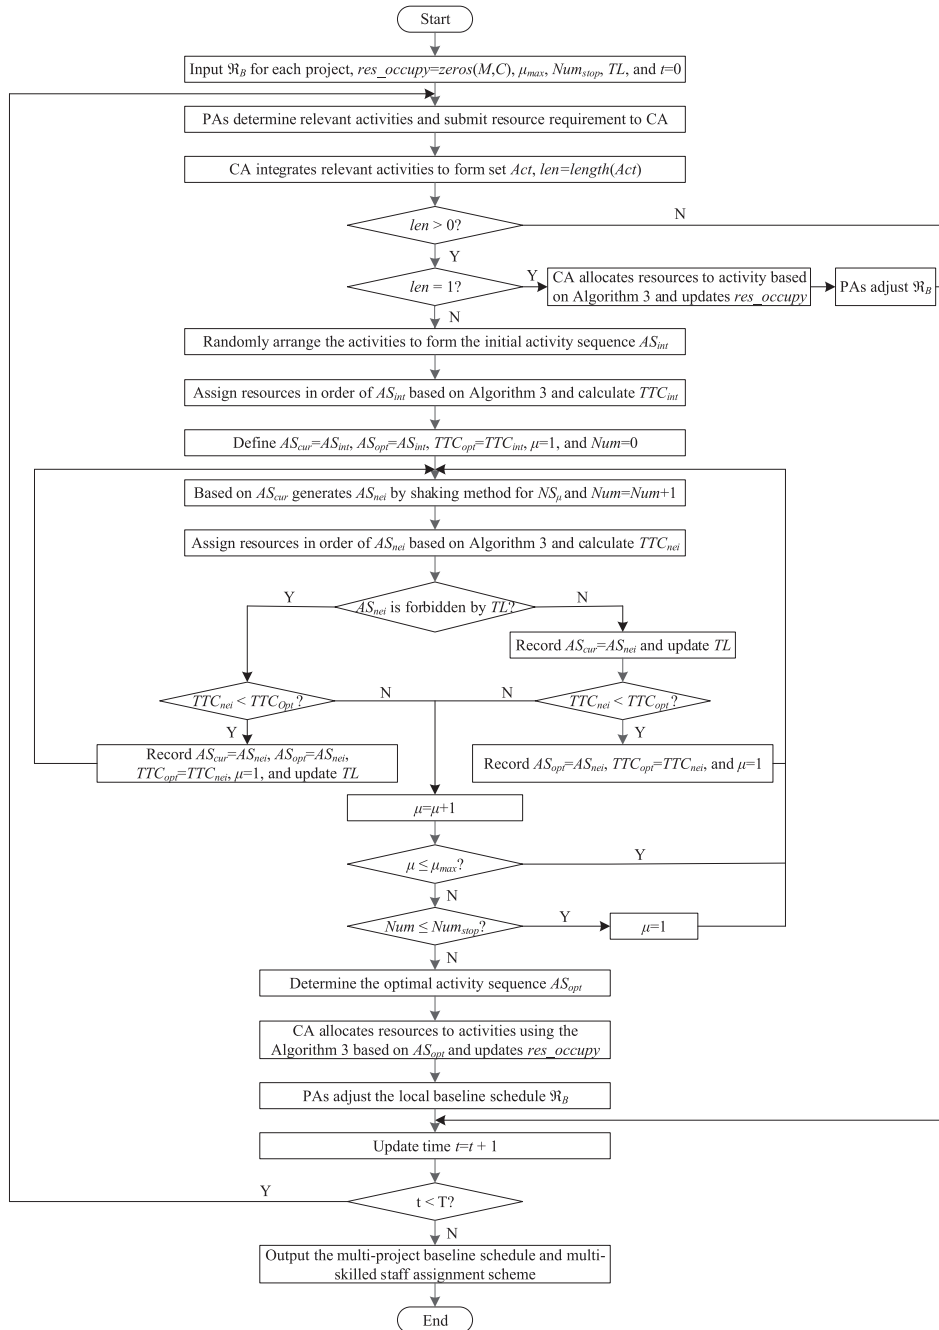 Start
Input ℜB for each project, res_occupy=zeros(M,C), μmax, Numstop, TL, and t=0
PAs determine relevant activities and submit resource requirement to CA
CA integrates relevant activities to form set Act, len=length(Act)
len > 0?
N
Y
len = 1?
Y
CA allocates resources to activity based
on Algorithm 3 and updates res_occupy
PAs adjust ℜB
N
Randomly arrange the activities to form the initial activity sequence ASint
Assign resources in order of ASint based on Algorithm 3 and calculate TTCint
Define AScur=ASint, ASopt=ASint, TTCopt=TTCint, μ=1, and Num=0
Based on AScur generates ASnei by shaking method for NSμ and Num=Num+1
Assign resources in order of ASnei based on Algorithm 3 and calculate TTCnei
Y
ASnei is forbidden by TL?
N
Record AScur=ASnei and update TL
TTCnei < TTCOpt?
N
N
TTCnei < TTCopt?
Y
Y
Record AScur=ASnei, ASopt=ASnei,
TTCopt=TTCnei, μ=1, and update TL
Record ASopt=ASnei, TTCopt=TTCnei, and μ=1
μ=μ+1
μ ≤ μmax?
Y
N
Num ≤ Numstop?
Y
μ=1
N
Determine the optimal activity sequence ASopt
CA allocates resources to activities using the
Algorithm 3 based on ASopt and updates res_occupy
PAs adjust the local baseline schedule ℜB
Update time t=t + 1
Y
t < T?
N
Output the multi-project baseline schedule and multi-
skilled staff assignment scheme
End